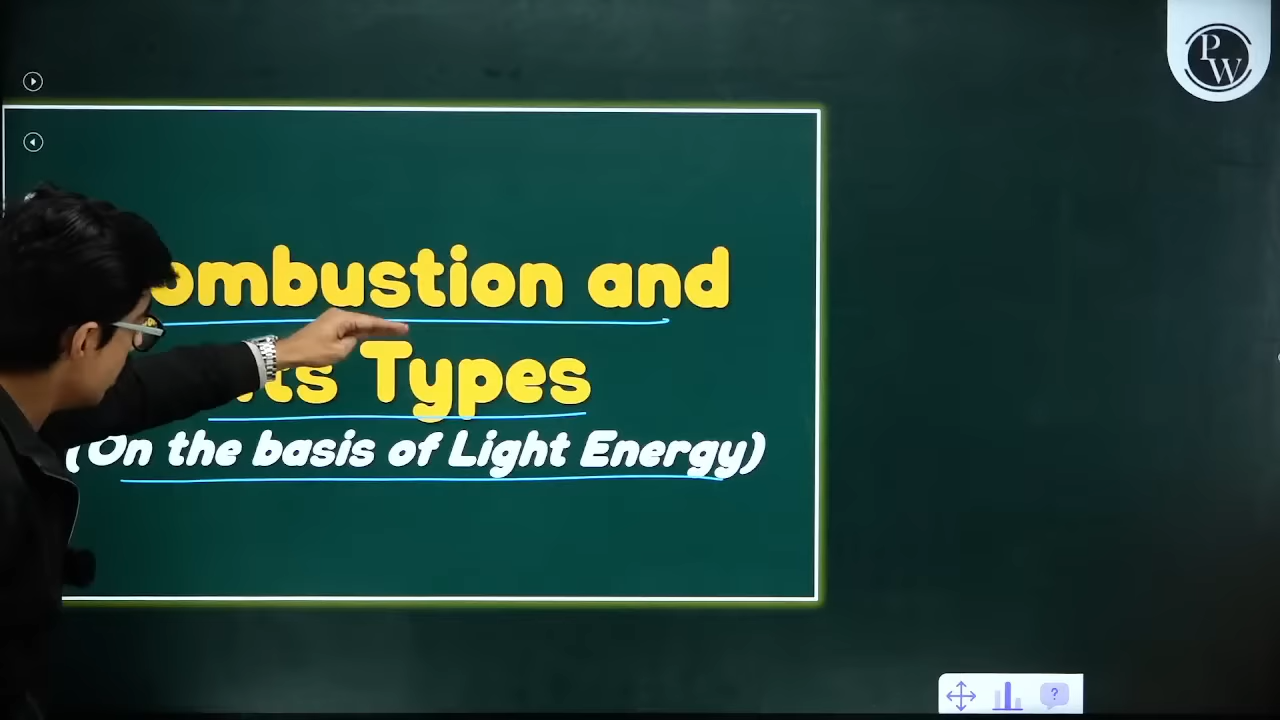 PW
ombustion and
Types
(On the basis of Light Energy)
?